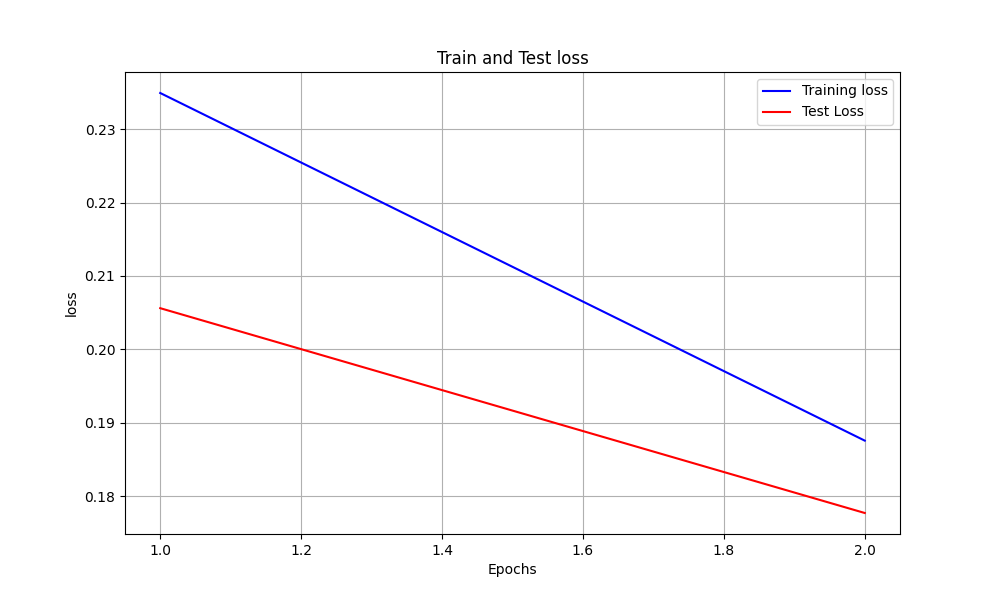 Train and Test loss
Training loss
Test Loss
0.23
0.22
0.21
0.20
0.19
0.18
loss
1.0 1.2 1.4 1.6 1.8 2.0
Epochs